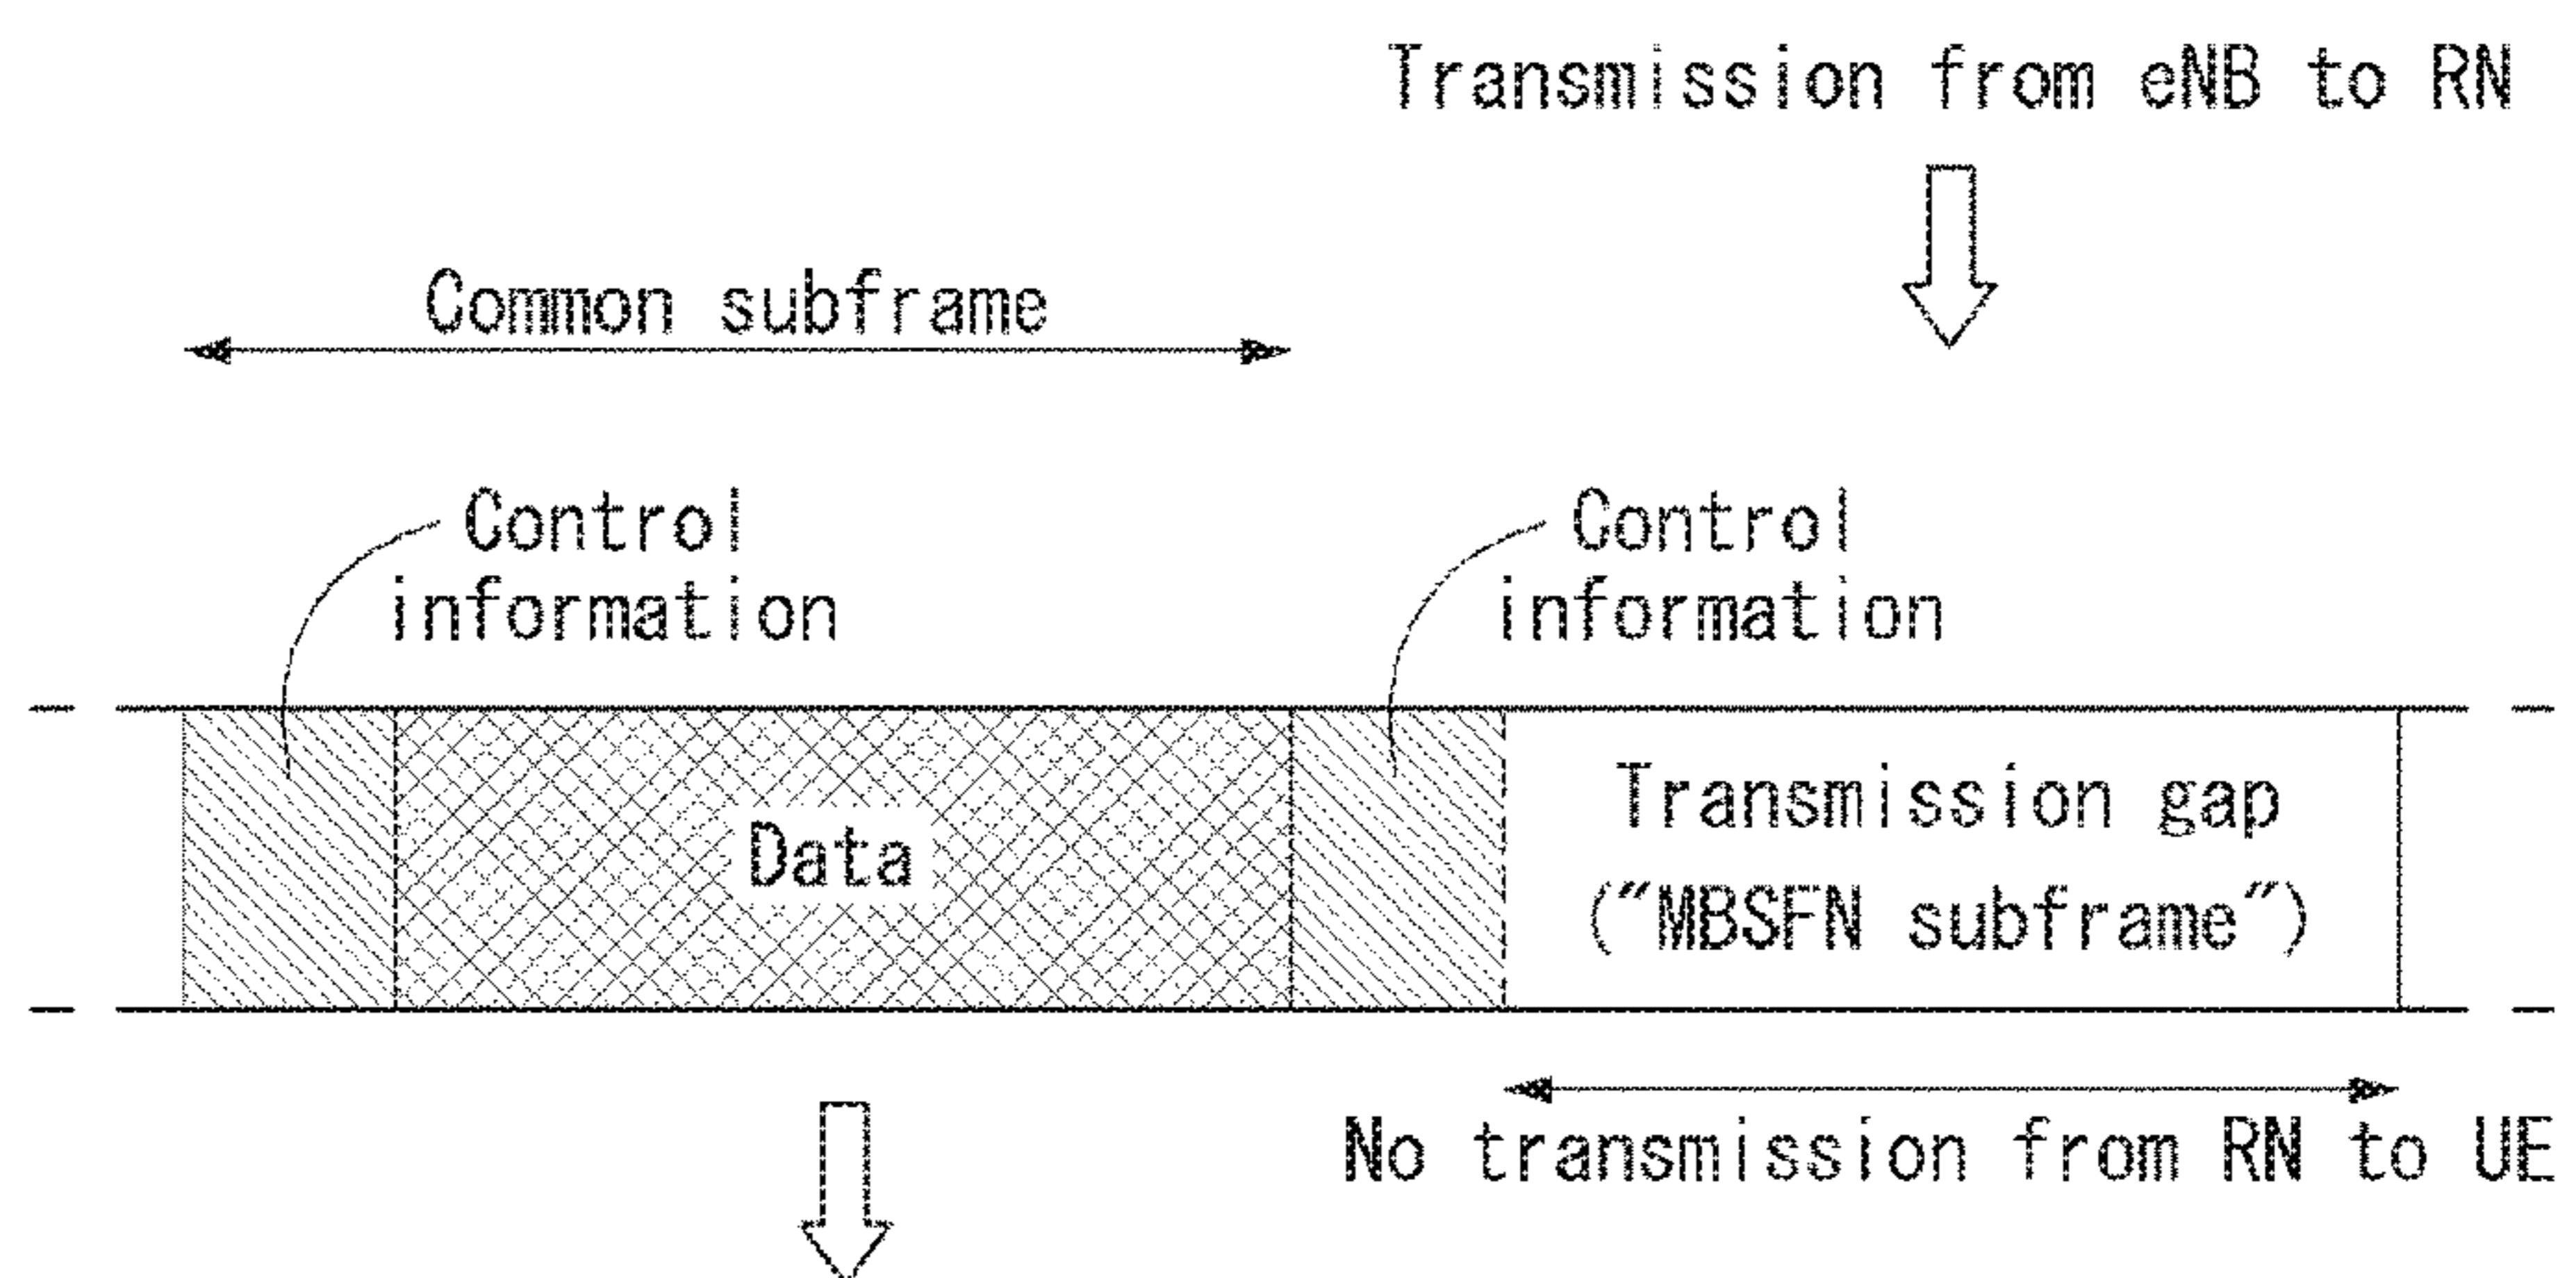 Transmission from eNB to RN
Common subframe
Control
information
Control
information
Data
Transmission gap
("MBSFN subframe")
No transmission from RN to UE